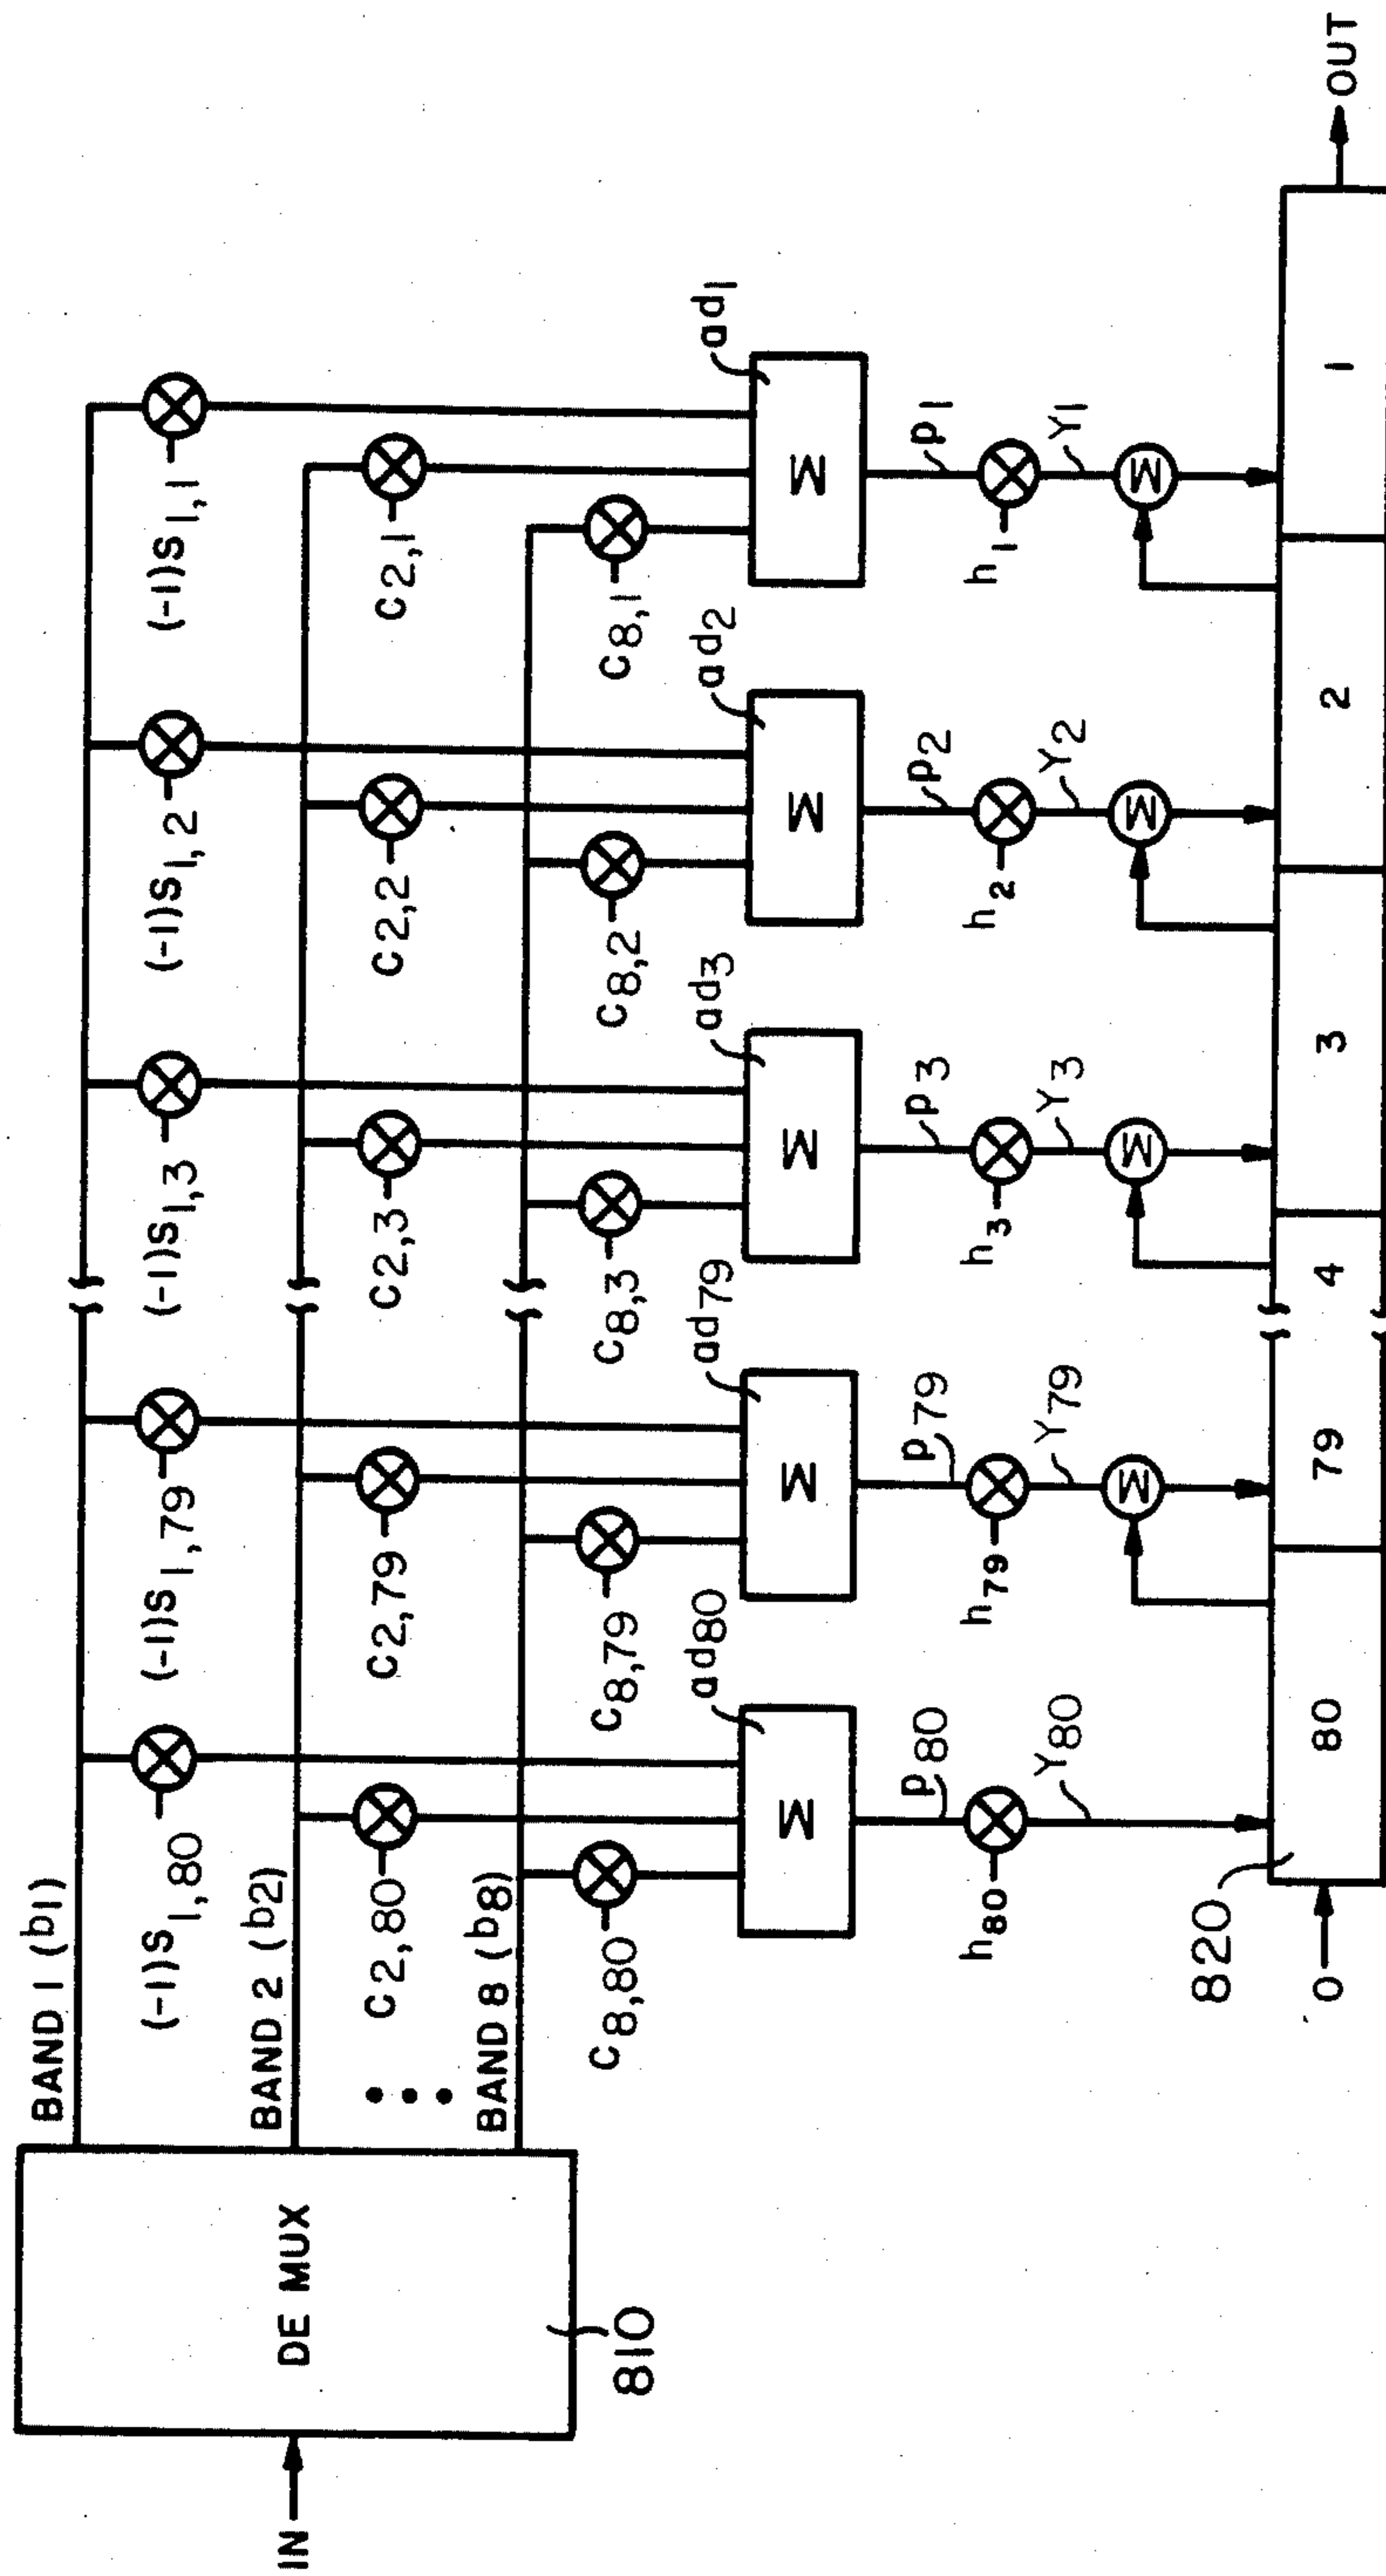 IN
DE MUX
810
BAND 1 (b1)
BAND 2 (b2)
BAND 8 (b8)
(-1)S1,80
(-1)S1,79
(-1)S1,3
(-1)S1,2
(-1)S1,1
C2,80
C2,79
C2,3
C2,2
C2,1
C8,80
C8,79
C8,3
C8,2
C8,1
ad80
ad79
ad3
ad2
ad1
Σ Σ Σ Σ Σ
p80
p79
p3
p2
p1
h80
h79
h3
h2
h1
Y80
Y79
Y3
Y2
Y1
Σ Σ Σ Σ
820
0
80
79
4
3
2
1
OUT